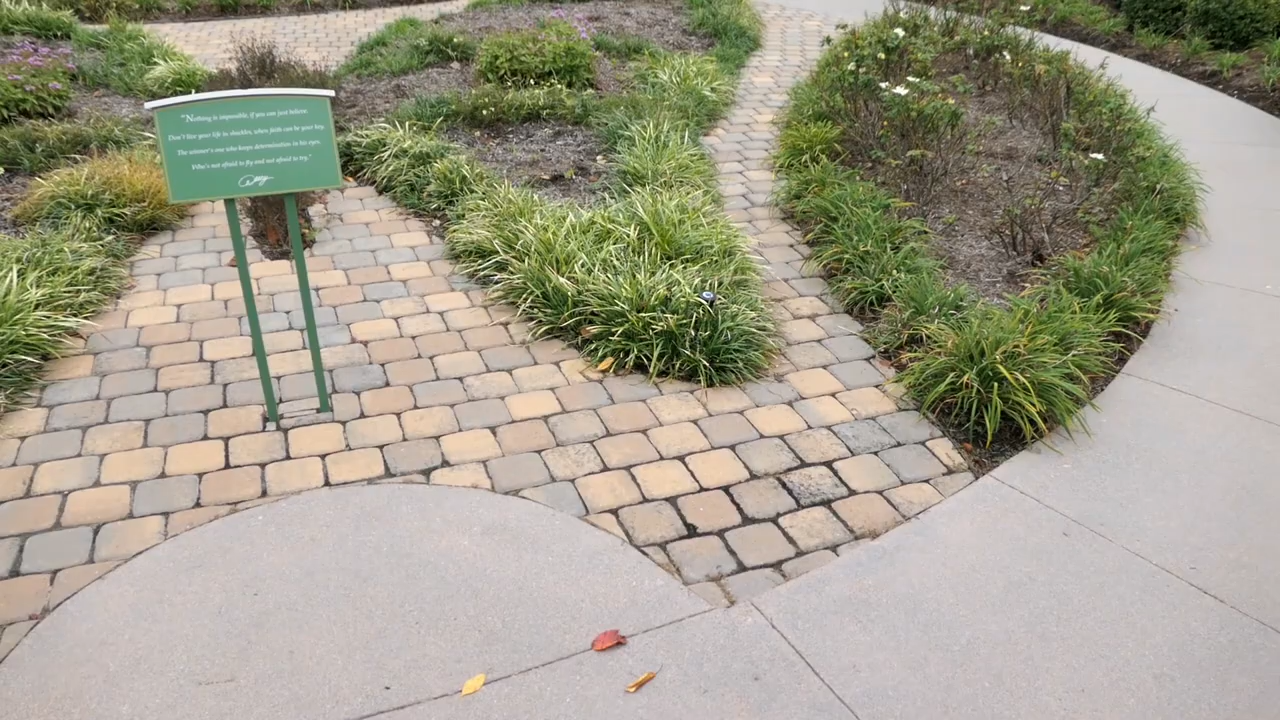 "Nothing is impossible, if you can just believe.
Don't live your life in shackles, when faith can be your key.
The winner's one who keeps determination in his eyes.
Who's not afraid to fly and not afraid to try."